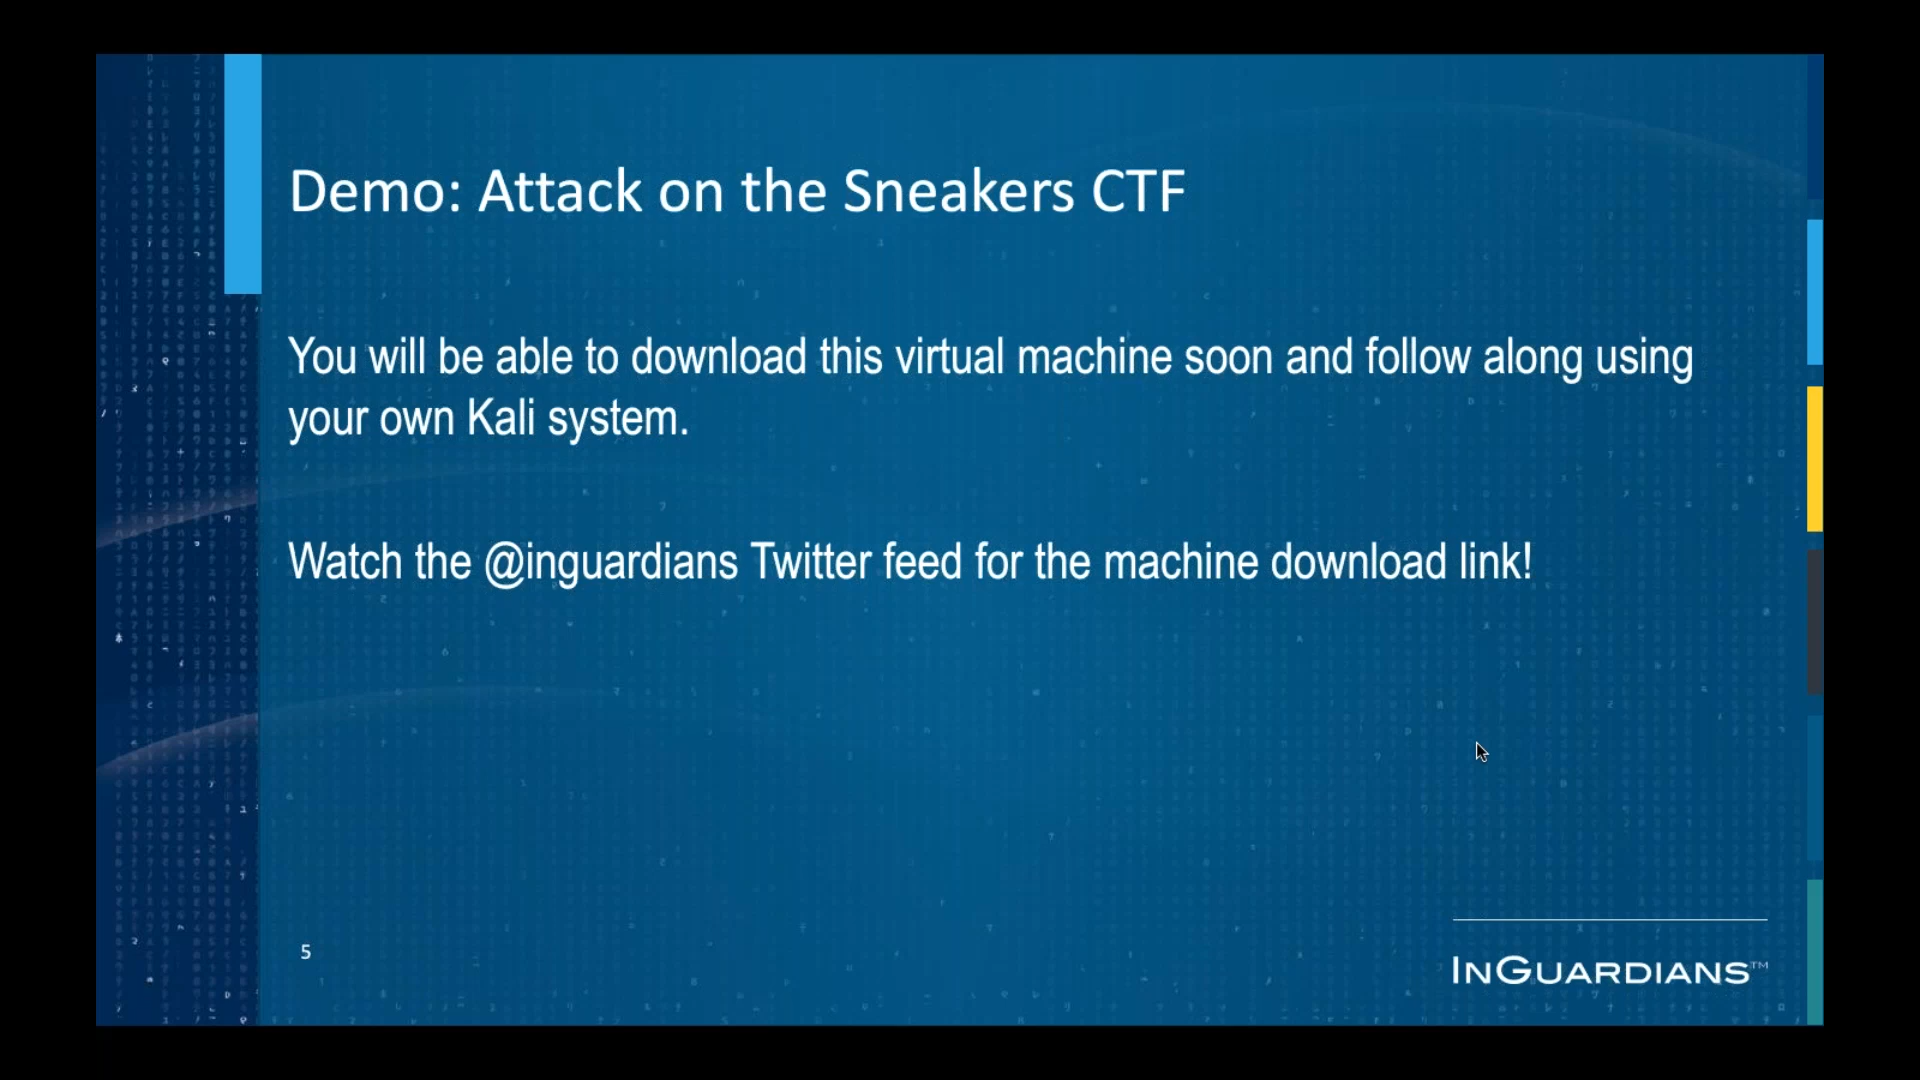 Demo: Attack on the Sneakers CTF
You will be able to download this virtual machine soon and follow along using
your own Kali system.
Watch the @inguardians Twitter feed for the machine download link!
5
INGUARDIANS™